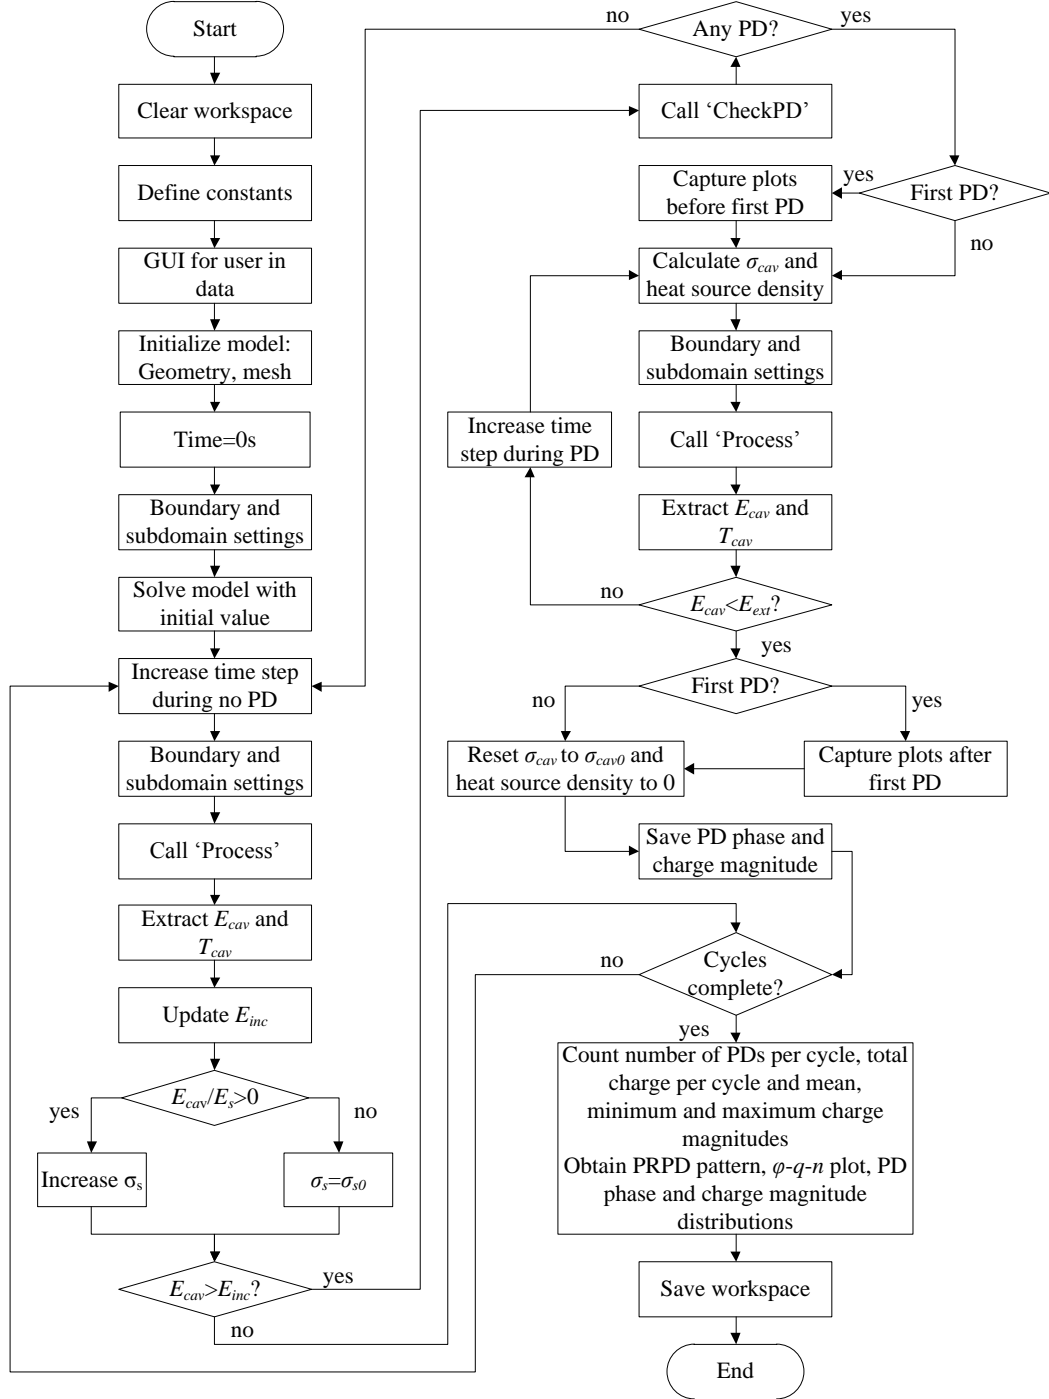 Start
Clear workspace
Define constants
GUI for user in
data
Initialize model:
Geometry, mesh
Time=0s
Boundary and
subdomain settings
Solve model with
initial value
Increase time step
during no PD
Boundary and
subdomain settings
Call ‘Process’
Extract E_cav and
T_cav
Update E_inc
E_cav/E_s>0
yes
no
Increase σ_s
σ_s=σ_s0
E_cav>E_inc?
yes
no
no
Any PD?
yes
Call ‘CheckPD’
Capture plots
before first PD
yes
First PD?
no
Calculate σ_cav and
heat source density
Boundary and
subdomain settings
Increase time
step during PD
Call ‘Process’
Extract E_cav and
T_cav
no
E_cav<E_ext?
yes
First PD?
no
yes
Reset σ_cav to σ_cav0 and
heat source density to 0
Capture plots after
first PD
Save PD phase and
charge magnitude
no
Cycles
complete?
yes
Count number of PDs per cycle, total
charge per cycle and mean,
minimum and maximum charge
magnitudes
Obtain PRPD pattern, φ-q-n plot, PD
phase and charge magnitude
distributions
Save workspace
End